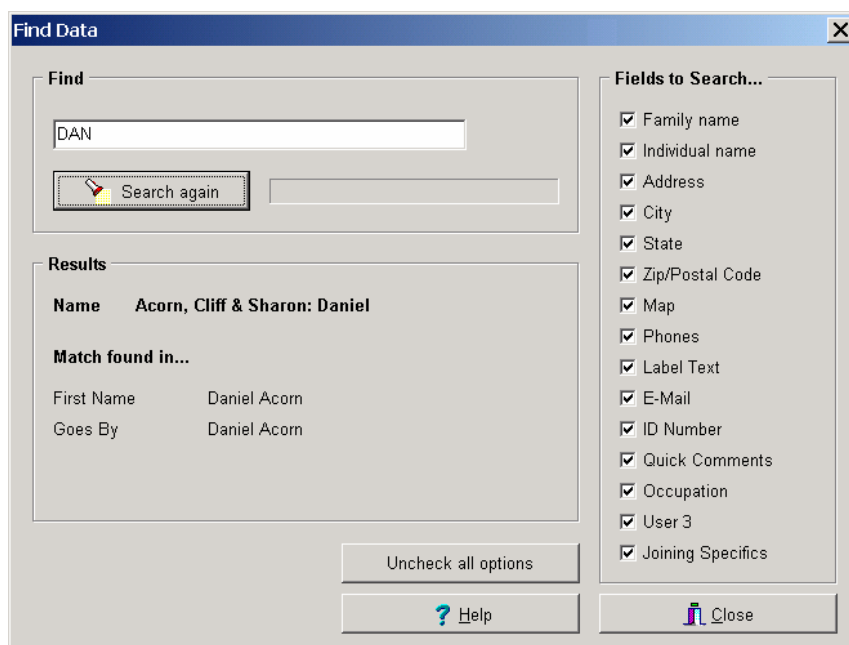 Find Data
Find
DAN
Search again
Results
Name Acorn, Cliff & Sharon: Daniel
Match found in...
First Name Daniel Acorn
Goes By Daniel Acorn
Uncheck all options
Help
Fields to Search...
Family name
Individual name
Address
City
State
Zip/Postal Code
Map
Phones
Label Text
E-Mail
ID Number
Quick Comments
Occupation
User 3
Joining Specifics
Close